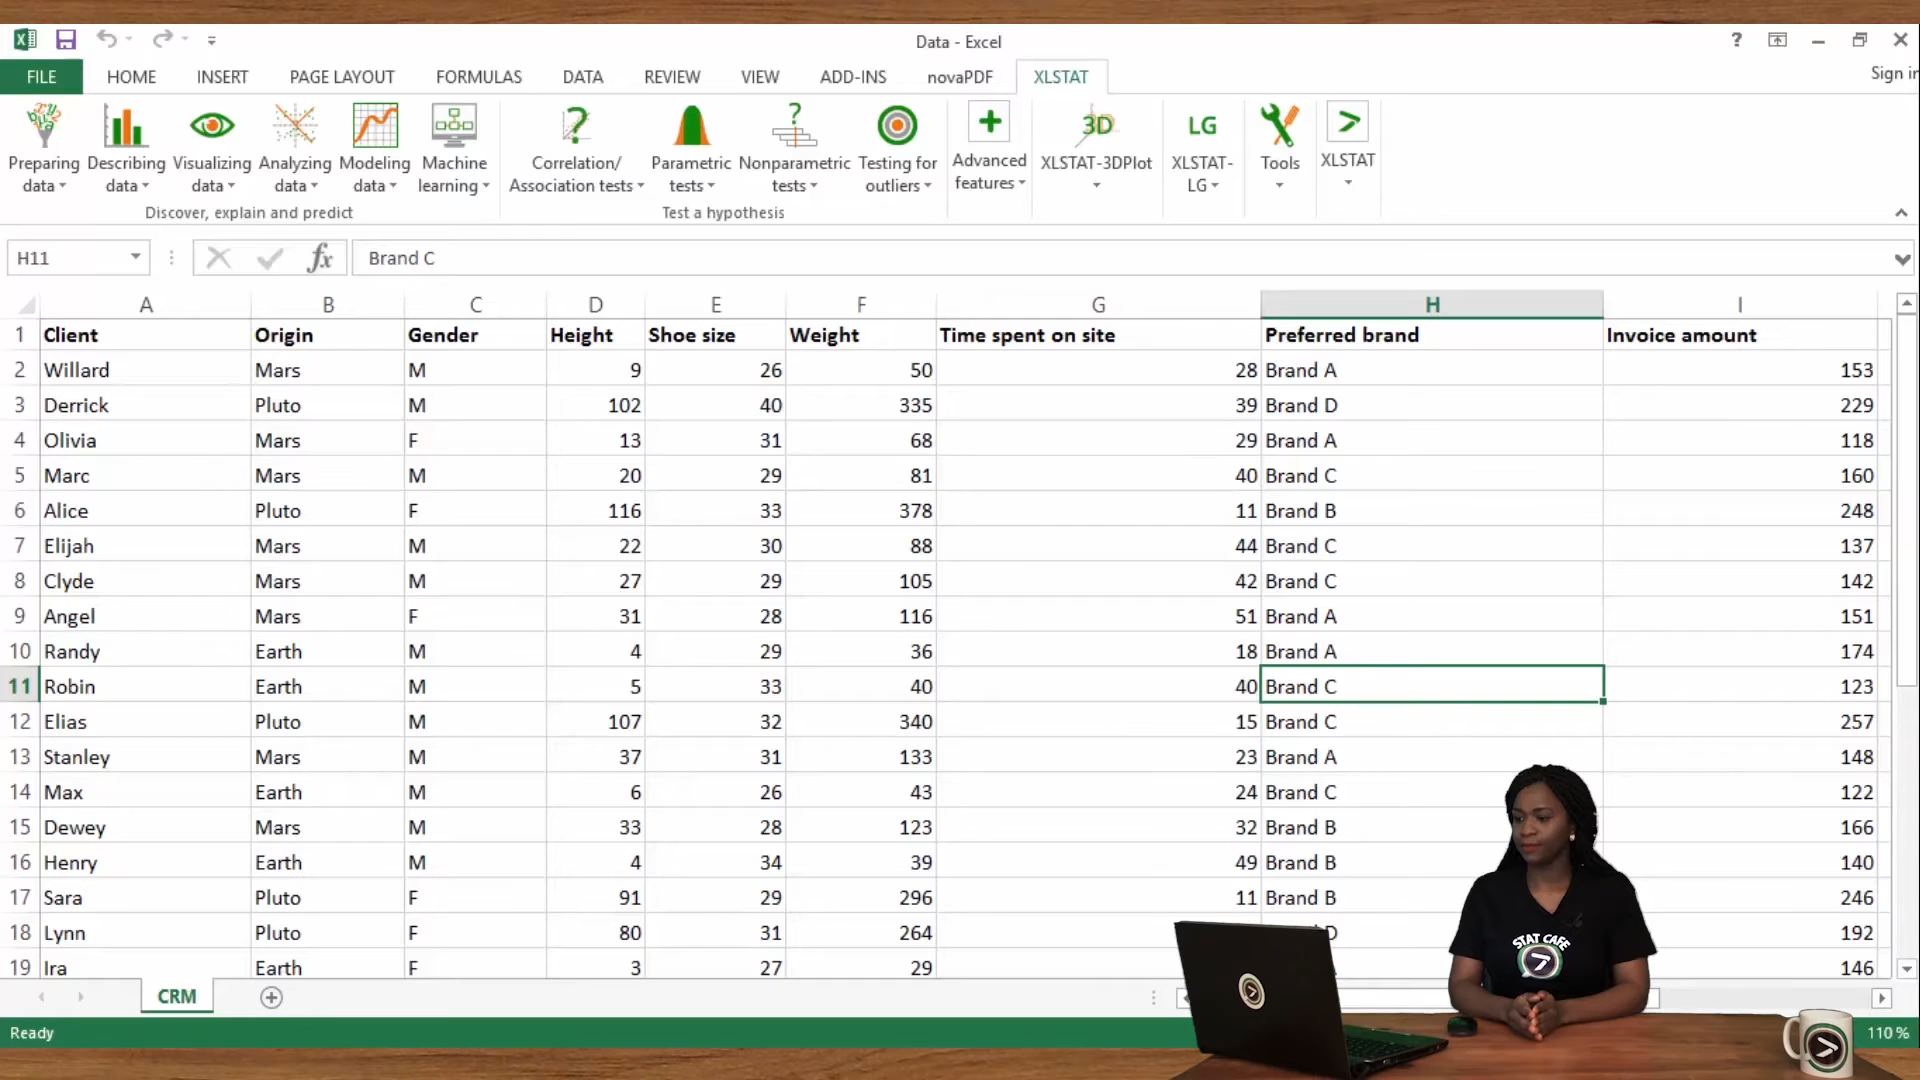 Data - Excel
?
FILE HOME INSERT PAGE LAYOUT FORMULAS DATA REVIEW VIEW ADD-INS novaPDF XLSTAT Sign in
Preparing data Describing data Visualizing data Analyzing data Modeling data Machine learning Correlation/ Association tests Parametric tests Nonparametric tests Testing for outliers Advanced features 3D XLSTAT-3DPlot LG XLSTAT-LG Tools XLSTAT
Discover, explain and predict Test a hypothesis
H11 fx Brand C
A B C D E F G H I
1 Client Origin Gender Height Shoe size Weight Time spent on site Preferred brand Invoice amount
2 Willard Mars M 9 26 50 28 Brand A 153
3 Derrick Pluto M 102 40 335 39 Brand D 229
4 Olivia Mars F 13 31 68 29 Brand A 118
5 Marc Mars M 20 29 81 40 Brand C 160
6 Alice Pluto F 116 33 378 11 Brand B 248
7 Elijah Mars M 22 30 88 44 Brand C 137
8 Clyde Mars M 27 29 105 42 Brand C 142
9 Angel Mars F 31 28 116 51 Brand A 151
10 Randy Earth M 4 29 36 18 Brand A 174
11 Robin Earth M 5 33 40 40 Brand C 123
12 Elias Pluto M 107 32 340 15 Brand C 257
13 Stanley Mars M 37 31 133 23 Brand A 148
14 Max Earth M 6 26 43 24 Brand C 122
15 Dewey Mars M 33 28 123 32 Brand B 166
16 Henry Earth M 4 34 39 49 Brand B 140
17 Sara Pluto F 91 29 296 11 Brand B 246
18 Lynn Pluto F 80 31 264 D 192
19 Ira Earth F 3 27 29 146
STAT CAFE
CRM
Ready 110 %